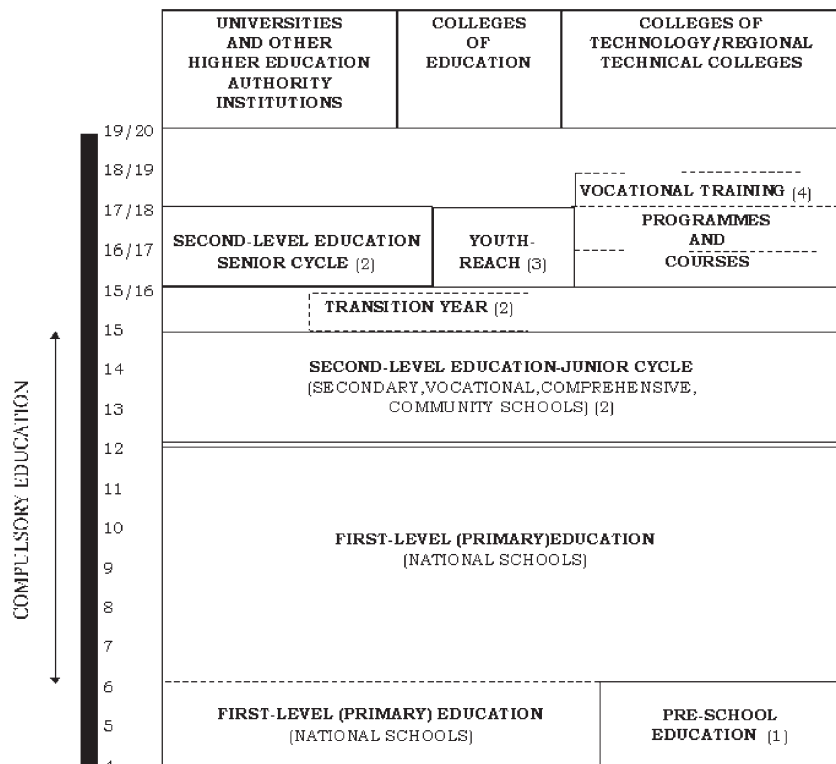 UNIVERSITIES
AND OTHER
HIGHER EDUCATION
AUTHORITY
INSTITUTIONS
COLLEGES
OF
EDUCATION
COLLEGES OF
TECHNOLOGY/REGIONAL
TECHNICAL COLLEGES
19/20
18/19
VOCATIONAL TRAINING (4)
17/18
SECOND-LEVEL EDUCATION
SENIOR CYCLE (2)
YOUTH-
REACH (3)
PROGRAMMES
AND
COURSES
16/17
15/16
TRANSITION YEAR (2)
15
COMPULSORY EDUCATION
14
SECOND-LEVEL EDUCATION-JUNIOR CYCLE
(SECONDARY,VOCATIONAL,COMPREHENSIVE,
COMMUNITY SCHOOLS) (2)
13
12
11
10
FIRST-LEVEL (PRIMARY)EDUCATION
(NATIONAL SCHOOLS)
9
8
7
6
FIRST-LEVEL (PRIMARY) EDUCATION
(NATIONAL SCHOOLS)
PRE-SCHOOL
EDUCATION (1)
5